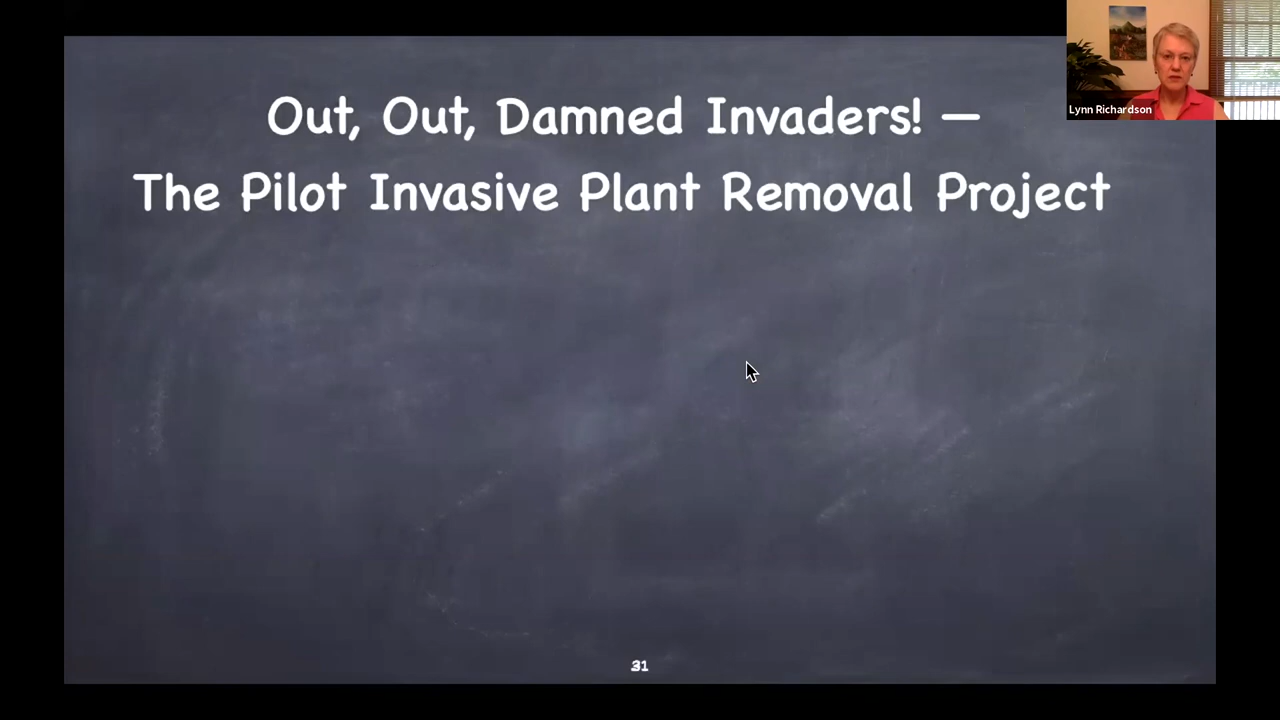 Out, Out, Damned Invaders! —
The Pilot Invasive Plant Removal Project
Lynn Richardson
31